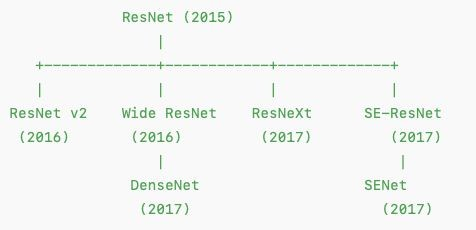 ResNet (2015)
|
+—————————————+————————————+—————————————+
| | | |
ResNet v2 Wide ResNet ResNeXt SE-ResNet
(2016) (2016) (2017) (2017)
| |
DenseNet SENet
(2017) (2017)